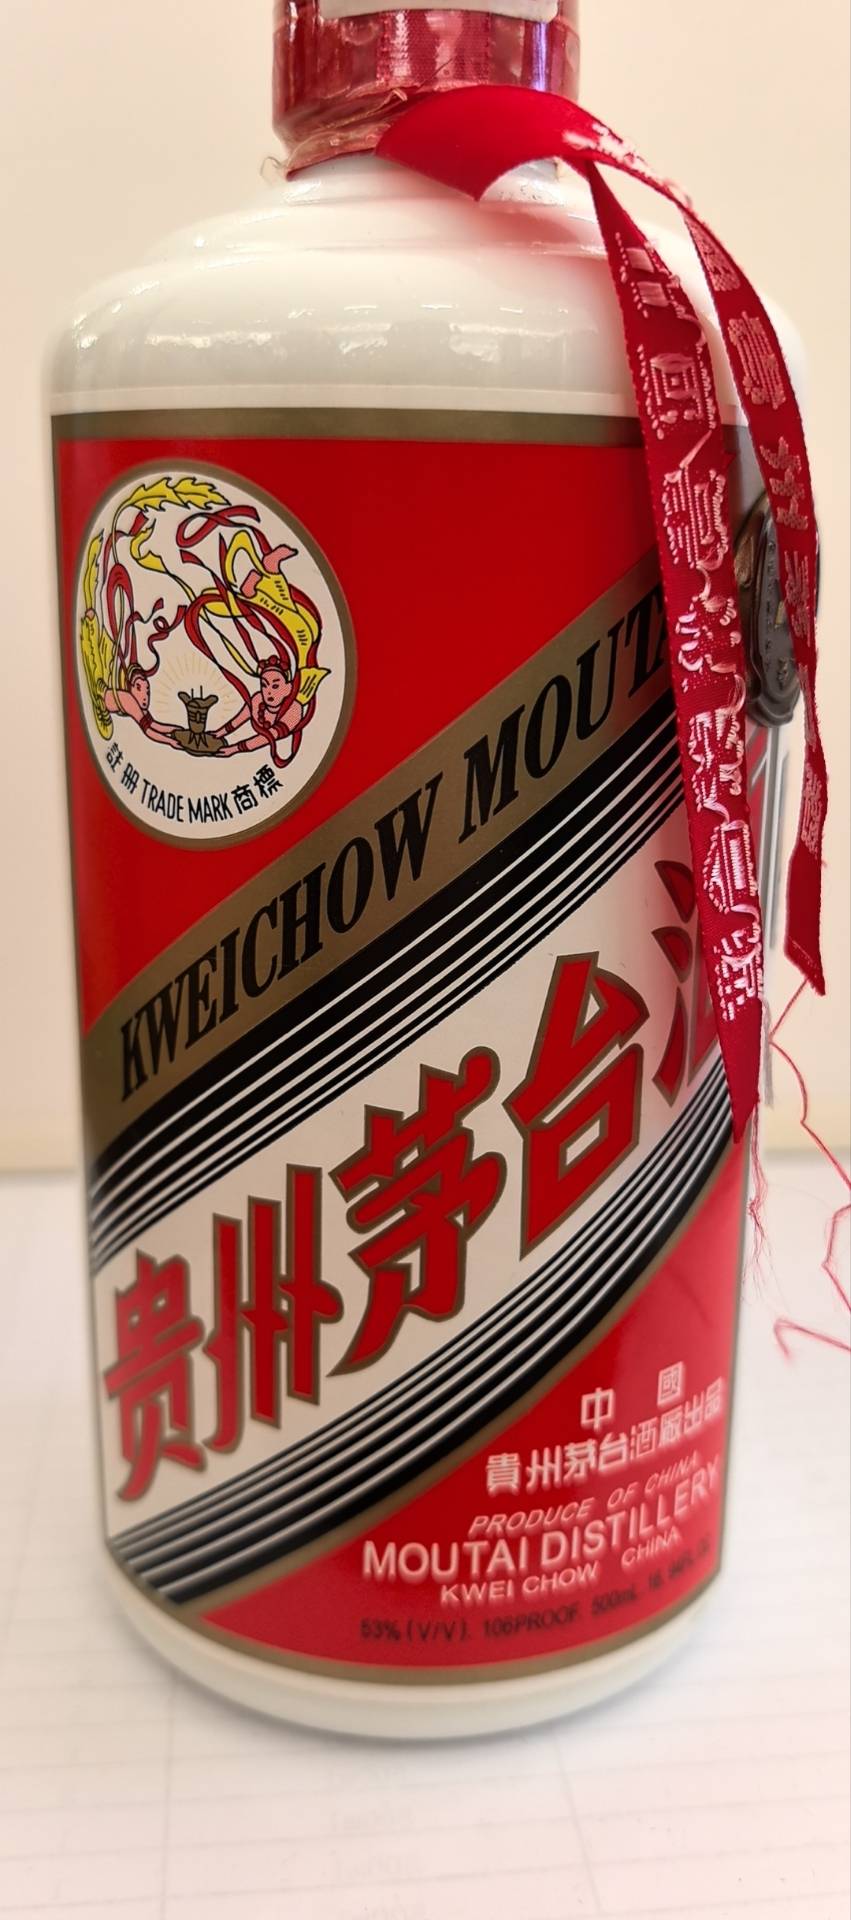 註册 TRADE MARK 商標
KWEICHOW
贵州茅台
中國
貴州茅台酒廠出品
PRODUCE OF CHINA
MOUTAI DISTILLERY
KWEI CHOW CHINA
53% (V/V). 106PROOF. 500mL